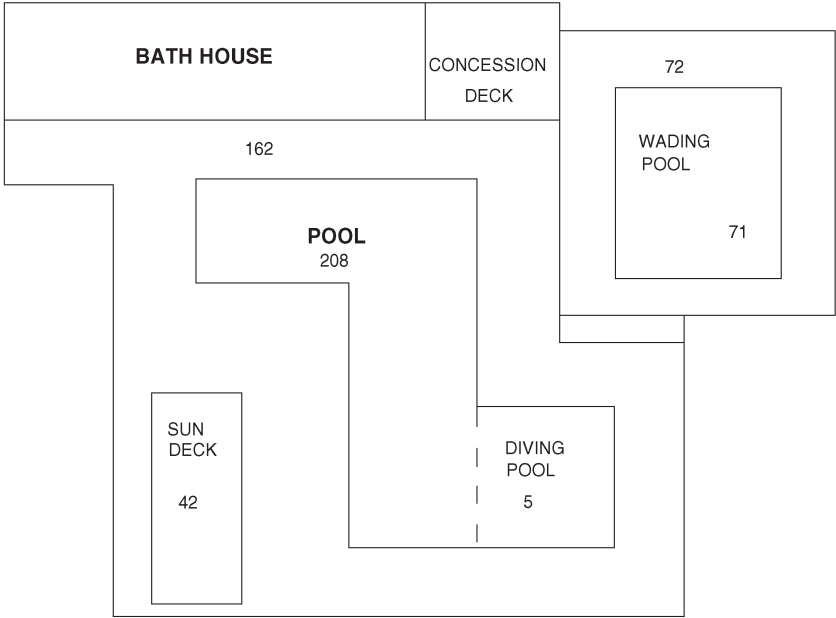 BATH HOUSE
CONCESSION
DECK
72
WADING
POOL
162
71
POOL
208
SUN
DECK
42
DIVING
POOL
5